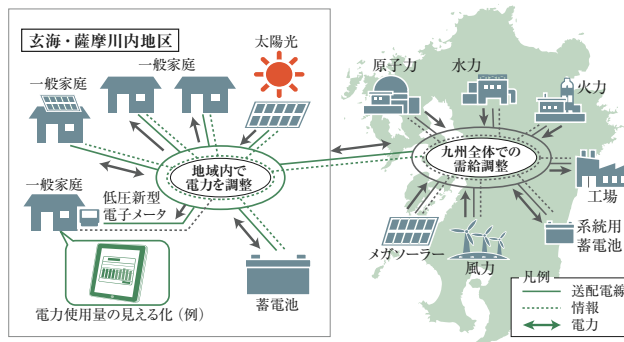 玄海・薩摩川内地区
一般家庭
一般家庭
太陽光
一般家庭
低圧新型
電子メータ
地域内で
電力を調整
蓄電池
電力使用量の見える化（例）
原子力
水力
火力
九州全体での
需給調整
工場
系統用
蓄電池
メガソーラー
風力
凡例
送配電線
情報
電力